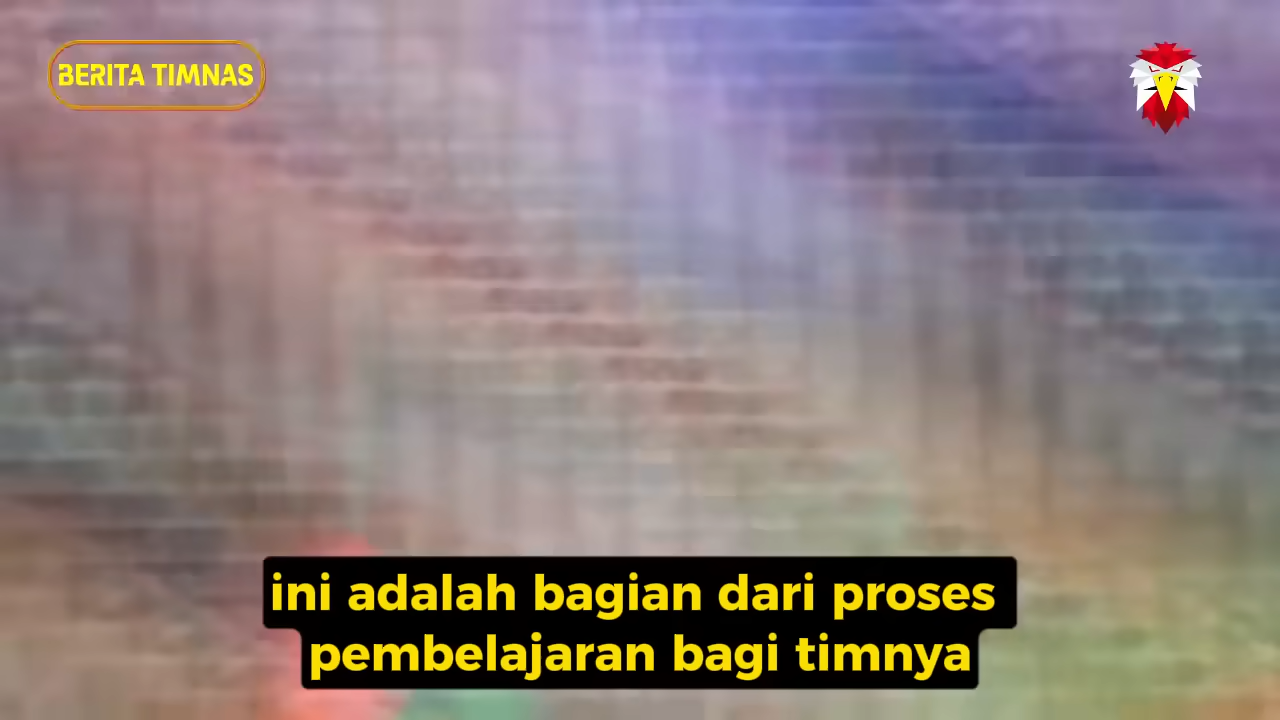 BERITA TIMNAS
ini adalah bagian dari proses
pembelajaran bagi timnya